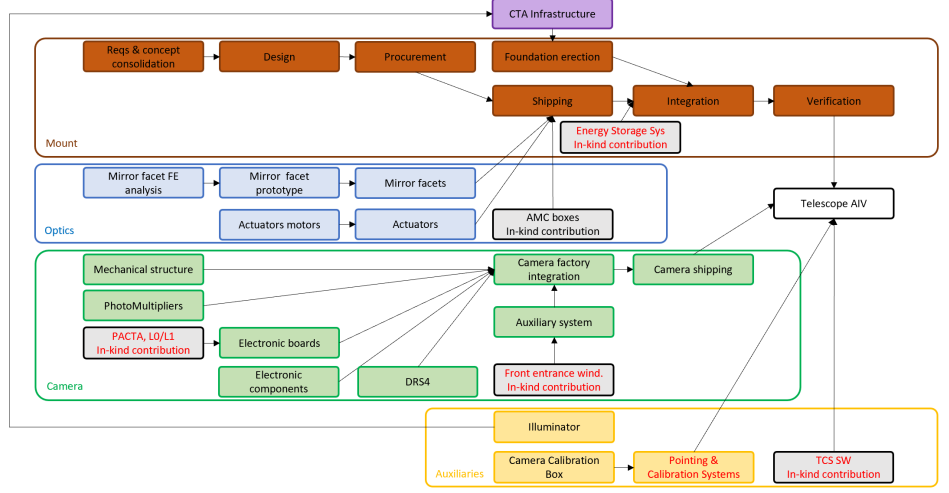 CTA Infrastructure
Reqs & concept
consolidation
Design
Procurement
Foundation erection
Shipping
Integration
Verification
Energy Storage Sys
In-kind contribution
Mount
Mirror facet FE
analysis
Mirror facet
prototype
Mirror facets
Telescope AIV
Actuators motors
Actuators
AMC boxes
In-kind contribution
Optics
Mechanical structure
Camera factory
integration
Camera shipping
PhotoMultipliers
Auxiliary system
PACTA, L0/L1
In-kind contribution
Electronic boards
Electronic
components
DRS4
Front entrance wind.
In-kind contribution
Camera
Illuminator
Auxiliaries
Camera Calibration
Box
Pointing &
Calibration Systems
TCS SW
In-kind contribution